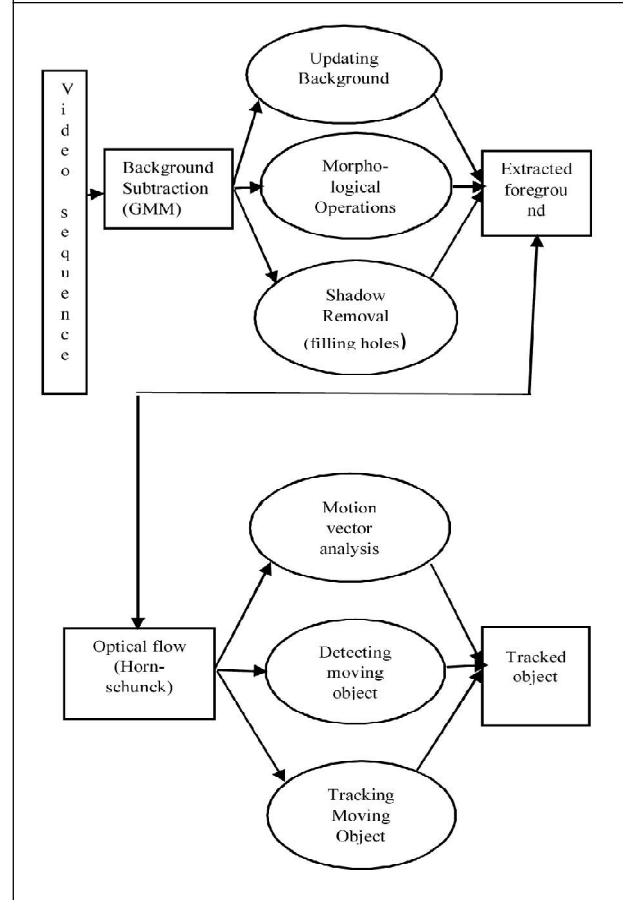 V
i
d
e
o
s
e
q
u
e
n
c
e
Background
Subtraction
(GMM)
Updating
Background
Morpho-
logical
Operations
Shadow
Removal
(filling holes)
Extracted
foregrou
nd
Optical flow
(Horn-
schunck)
Motion
vector
analysis
Detecting
moving
object
Tracking
Moving
Object
Tracked
object